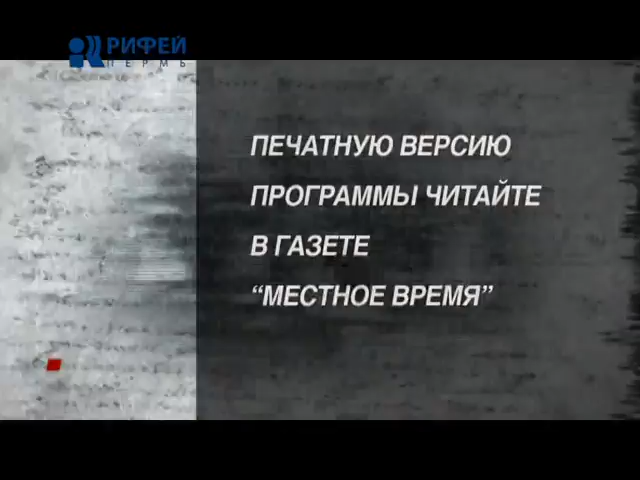 РИФЕЙ
ПЕРМЬ
ПЕЧАТНУЮ ВЕРСИЮ
ПРОГРАММЫ ЧИТАЙТЕ
В ГАЗЕТЕ
“МЕСТНОЕ ВРЕМЯ”